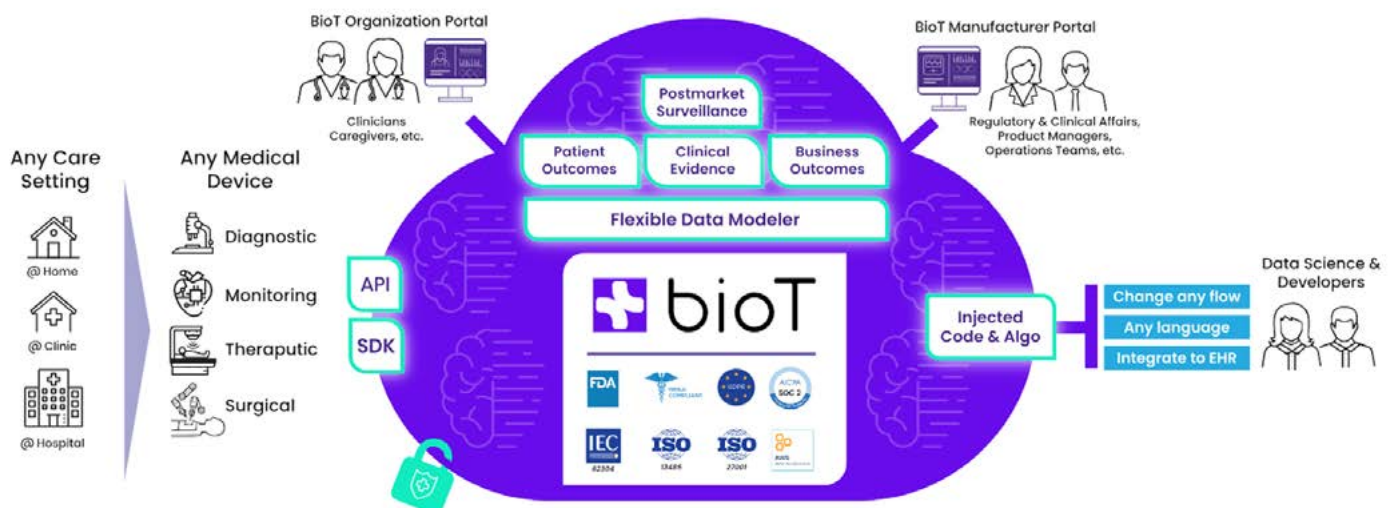 BioT Organization Portal
Clinicians
Caregivers, etc.
BioT Manufacturer Portal
Regulatory & Clinical Affairs,
Product Managers,
Operations Teams, etc.
Any Care
Setting
@ Home
@ Clinic
@ Hospital
Any Medical
Device
Diagnostic
Monitoring
Theraputic
Surgical
API
SDK
Postmarket
Surveillance
Patient
Outcomes
Clinical
Evidence
Business
Outcomes
Flexible Data Modeler
bioT
FDA
HIPAA
COMPLIANT
GDPR
AICPA
SOC 2
IEC
62304
ISO
13485
ISO
27001
AWS
Injected
Code & Algo
Change any flow
Any language
Integrate to EHR
Data Science &
Developers